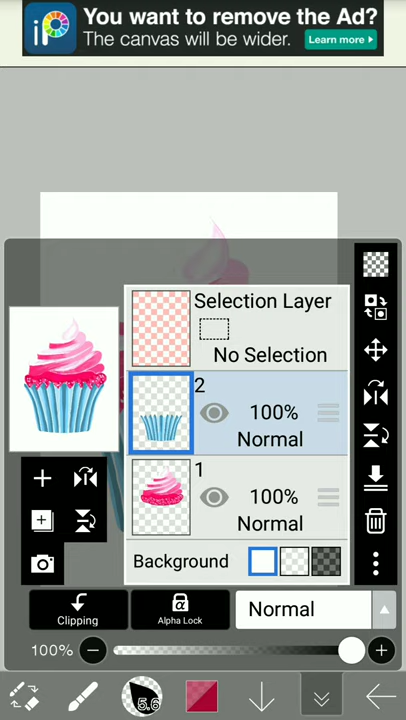 You want to remove the Ad?
The canvas will be wider.
Learn more
iP
Selection Layer
No Selection
2
100%
Normal
1
100%
Normal
Background
Clipping
Alpha Lock
Normal
100%
5.6